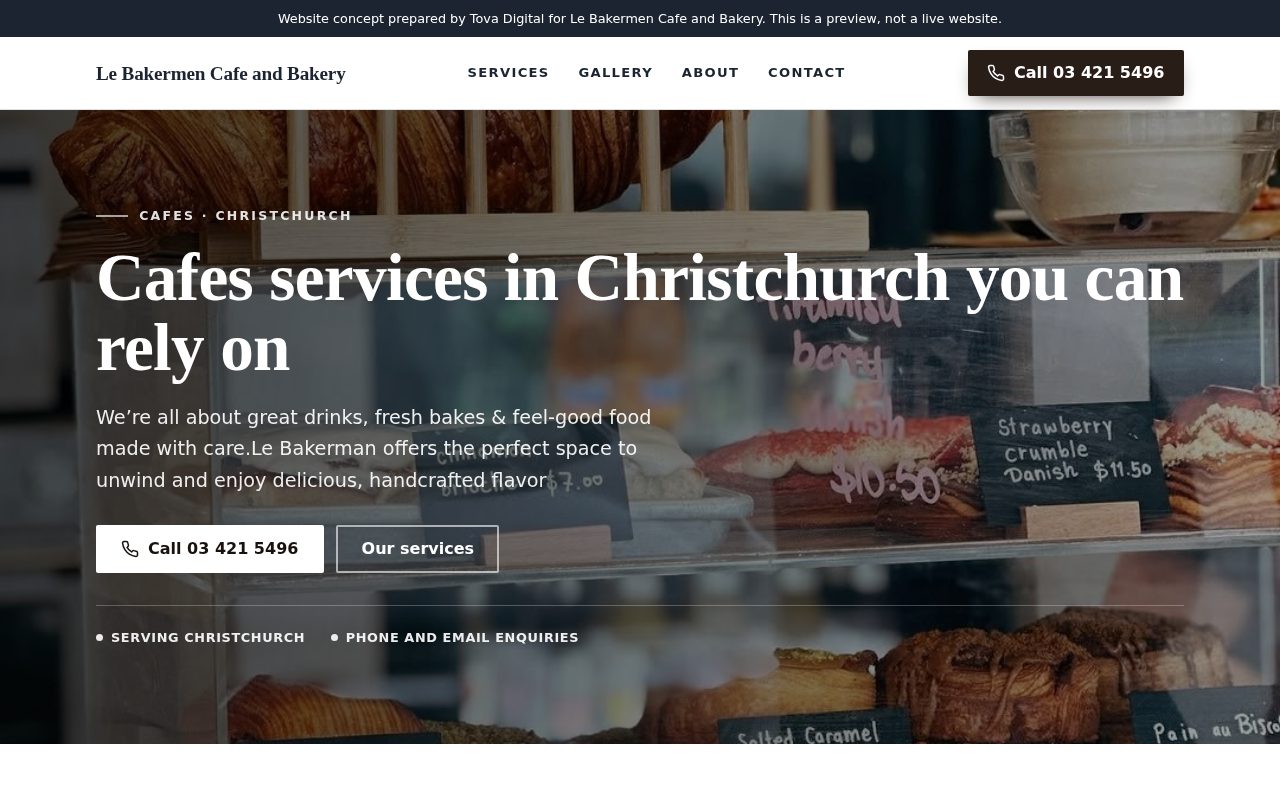 Website concept prepared by Tova Digital for Le Bakermen Cafe and Bakery. This is a preview, not a live website.
Le Bakermen Cafe and Bakery
SERVICES
GALLERY
ABOUT
CONTACT
Call 03 421 5496
CAFES · CHRISTCHURCH
Cafes services in Christchurch you can
rely on
Tiramisu
berry
$10.50
Strawberry
Crumble
Danish $11.50
We’re all about great drinks, fresh bakes & feel-good food
made with care.Le Bakerman offers the perfect space to
unwind and enjoy delicious, handcrafted flavor
$7.00
Call 03 421 5496
Our services
SERVING CHRISTCHURCH
PHONE AND EMAIL ENQUIRIES
Salted Caramel
Pain au